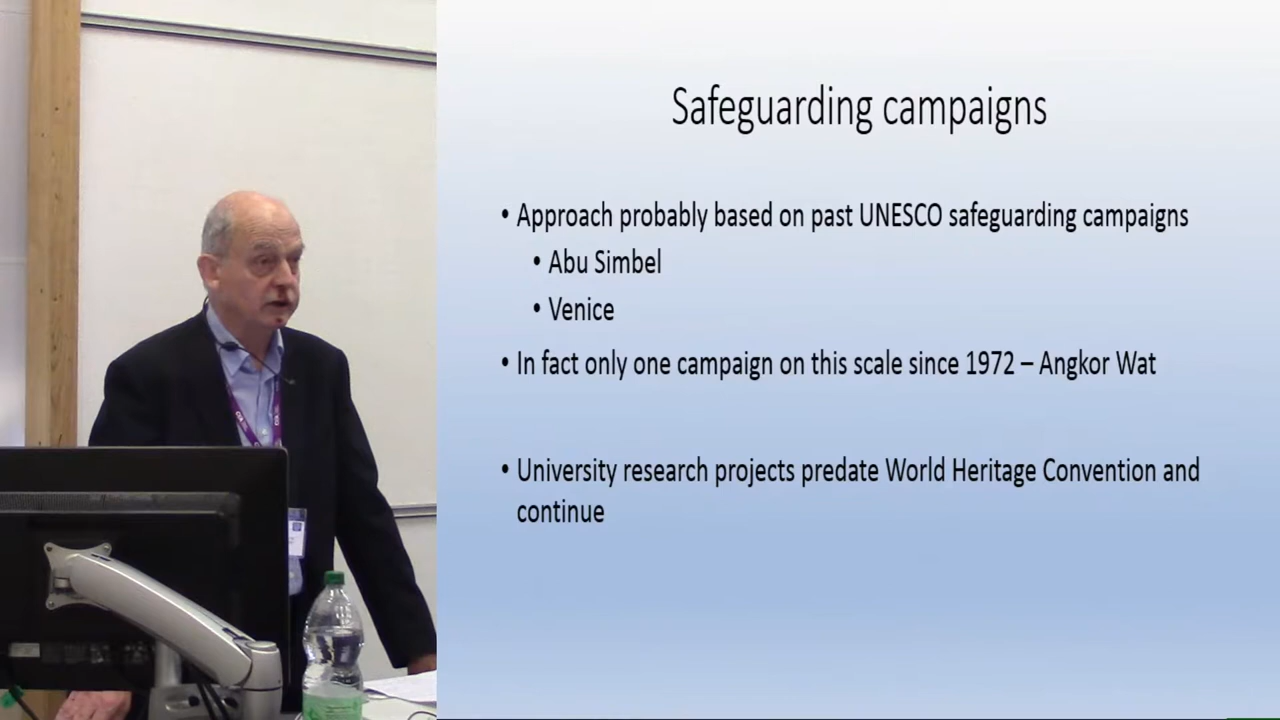 Safeguarding campaigns
• Approach probably based on past UNESCO safeguarding campaigns
• Abu Simbel
• Venice
• In fact only one campaign on this scale since 1972 – Angkor Wat
• University research projects predate World Heritage Convention and
continue